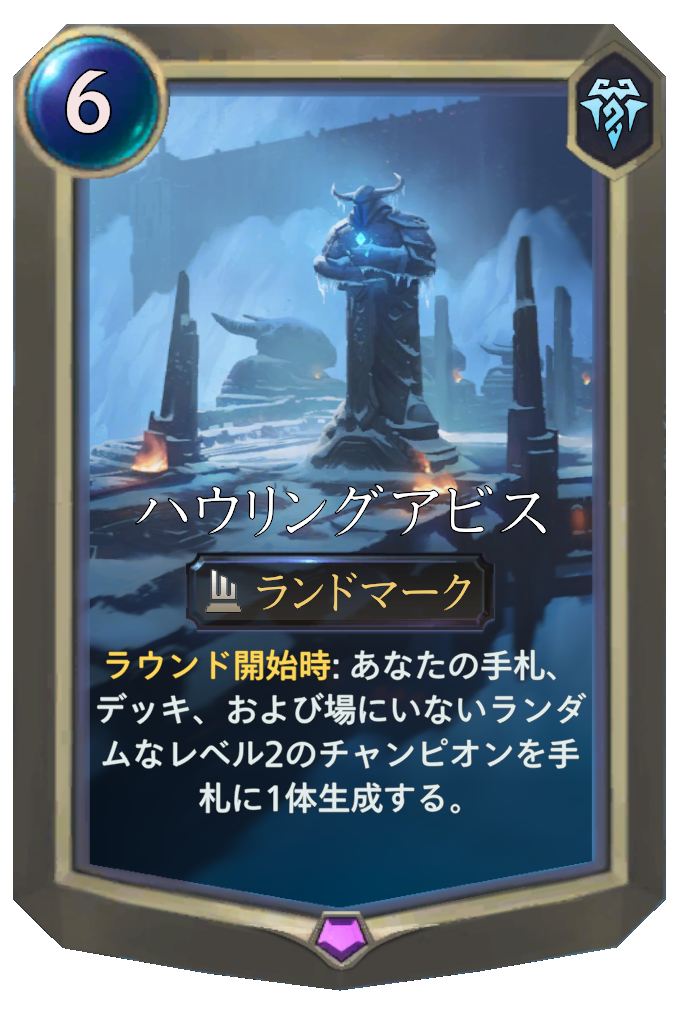 6
ハウリングアビス
ランドマーク
ラウンド開始時: あなたの手札、
デッキ、および場にいないランダ
ムなレベル2のチャンピオンを手
札に1体生成する。